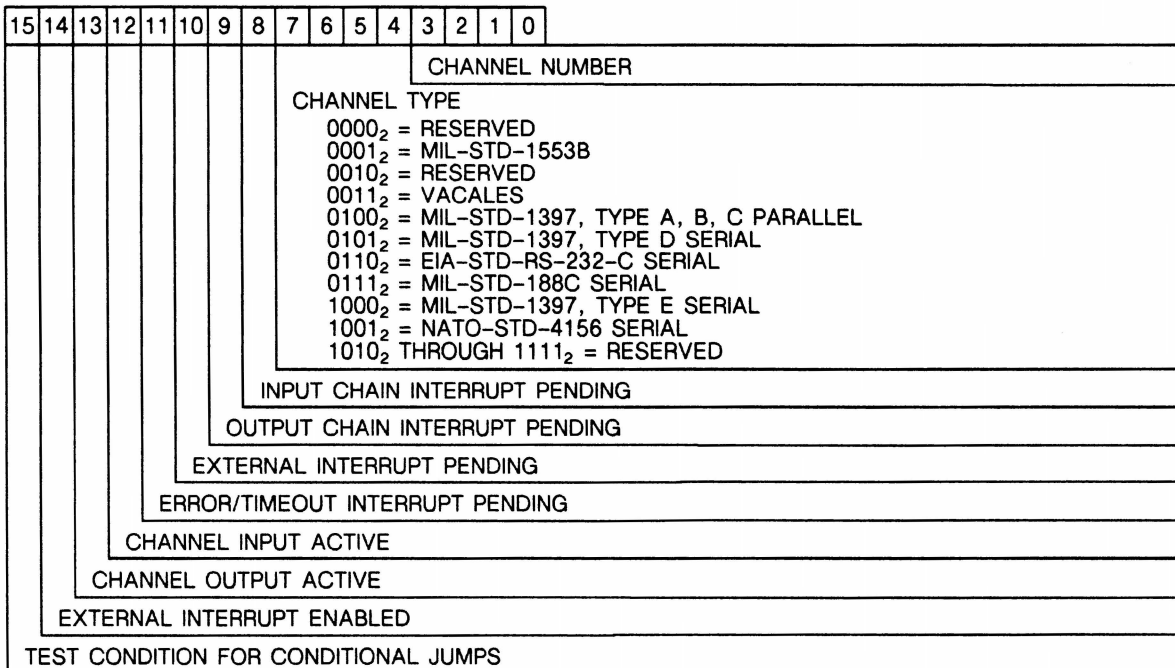 15 14 13 12 11 10 9 8 7 6 5 4 3 2 1 0
CHANNEL NUMBER
CHANNEL TYPE
0000₂ = RESERVED
0001₂ = MIL-STD-1553B
0010₂ = RESERVED
0011₂ = VACALES
0100₂ = MIL-STD-1397, TYPE A, B, C PARALLEL
0101₂ = MIL-STD-1397, TYPE D SERIAL
0110₂ = EIA-STD-RS-232-C SERIAL
0111₂ = MIL-STD-188C SERIAL
1000₂ = MIL-STD-1397, TYPE E SERIAL
1001₂ = NATO-STD-4156 SERIAL
1010₂ THROUGH 1111₂ = RESERVED
INPUT CHAIN INTERRUPT PENDING
OUTPUT CHAIN INTERRUPT PENDING
EXTERNAL INTERRUPT PENDING
ERROR/TIMEOUT INTERRUPT PENDING
CHANNEL INPUT ACTIVE
CHANNEL OUTPUT ACTIVE
EXTERNAL INTERRUPT ENABLED
TEST CONDITION FOR CONDITIONAL JUMPS